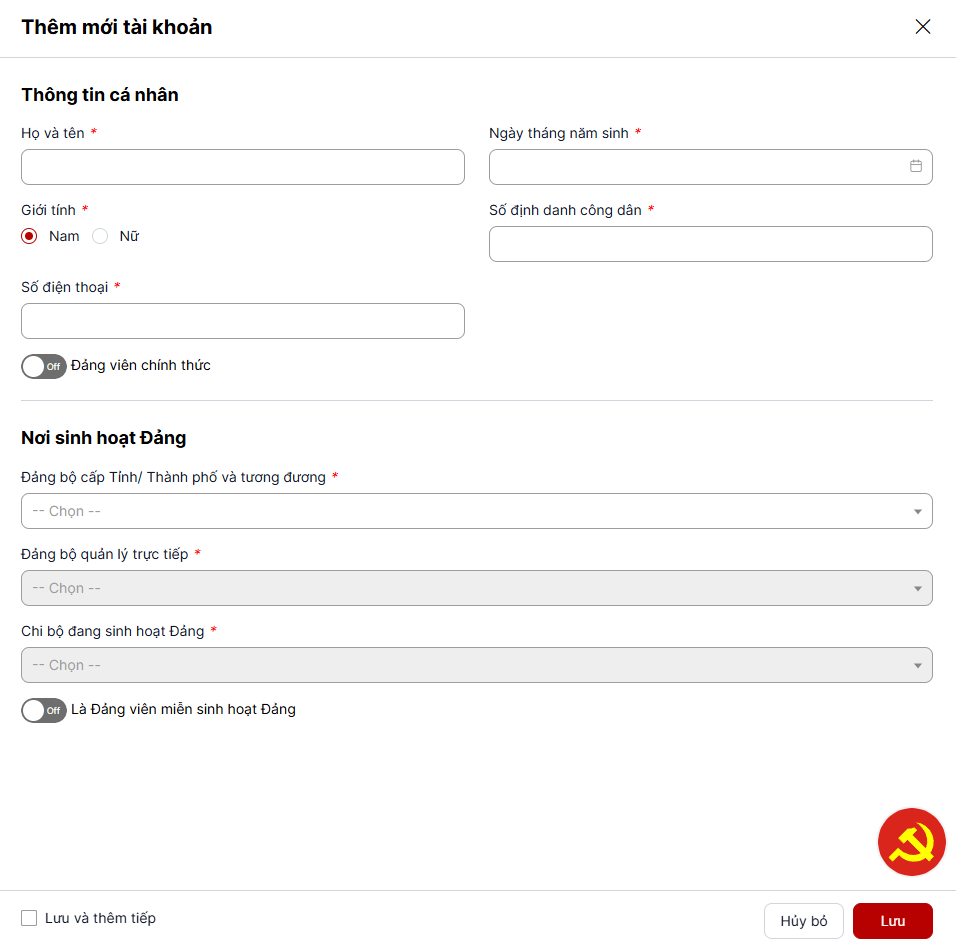 Thêm mới tài khoản
Thông tin cá nhân
Họ và tên *
Ngày tháng năm sinh *
Giới tính *
Nam
Nữ
Số định danh công dân *
Số điện thoại *
Off Đảng viên chính thức
Nơi sinh hoạt Đảng
Đảng bộ cấp Tỉnh/ Thành phố và tương đương *
-- Chọn --
Đảng bộ quản lý trực tiếp *
-- Chọn --
Chi bộ đang sinh hoạt Đảng *
-- Chọn --
Off Là Đảng viên miễn sinh hoạt Đảng
Lưu và thêm tiếp
Hủy bỏ
Lưu